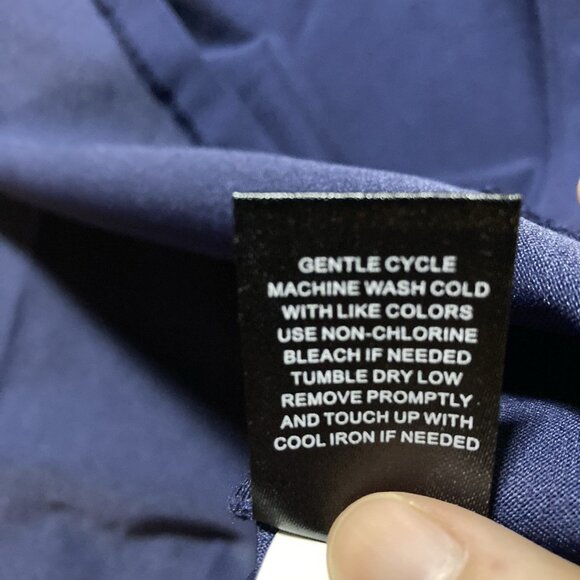 GENTLE CYCLE
MACHINE WASH COLD
WITH LIKE COLORS
USE NON-CHLORINE
BLEACH IF NEEDED
TUMBLE DRY LOW
REMOVE PROMPTLY
AND TOUCH UP WITH
COOL IRON IF NEEDED